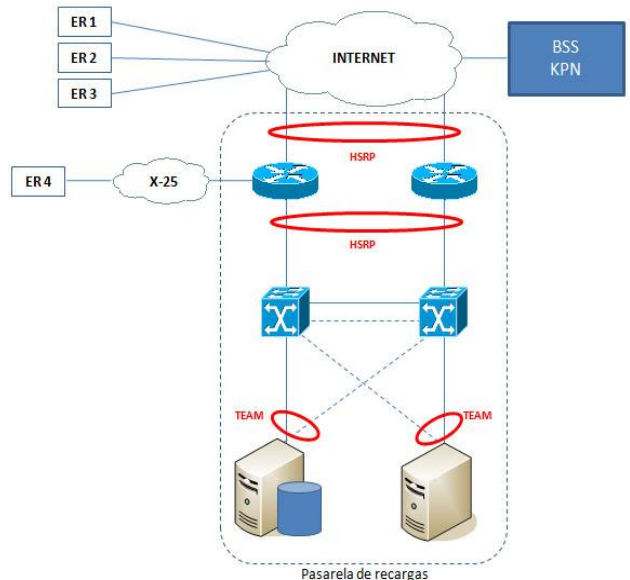 ER 1
ER 2
ER 3
INTERNET
BSS
KPN
HSRP
ER 4
X-25
HSRP
TEAM
TEAM
Pasarela de recargas